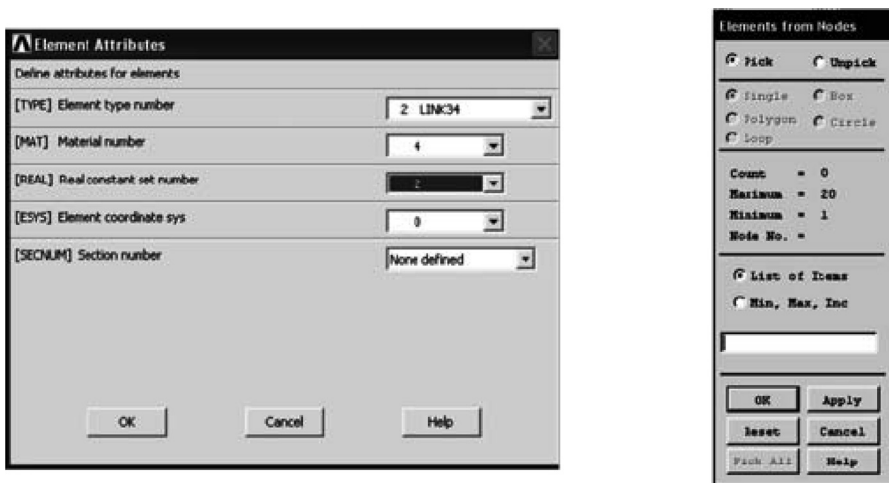 Element Attributes
Define attributes for elements
[TYPE] Element type number
2 LINK34
[MAT] Material number
4
[REAL] Real constant set number
2
[ESYS] Element coordinate sys
0
[SECNUM] Section number
None defined
OK Cancel Help
Elements from Nodes
Pick Unpick
Single Box
Polygon Circle
Loop
Count = 0
Maximum = 20
Minimum = 1
Node No. =
List of Items
Min, Max, Inc
OK Apply
Reset Cancel
Pick All Help